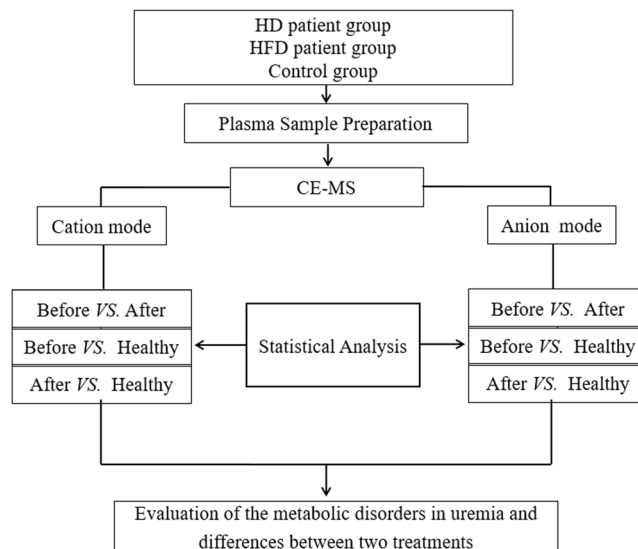 HD patient group
HFD patient group
Control group
Plasma Sample Preparation
CE-MS
Cation mode
Anion mode
Before VS. After
Before VS. Healthy
After VS. Healthy
Statistical Analysis
Before VS. After
Before VS. Healthy
After VS. Healthy
Evaluation of the metabolic disorders in uremia and
differences between two treatments